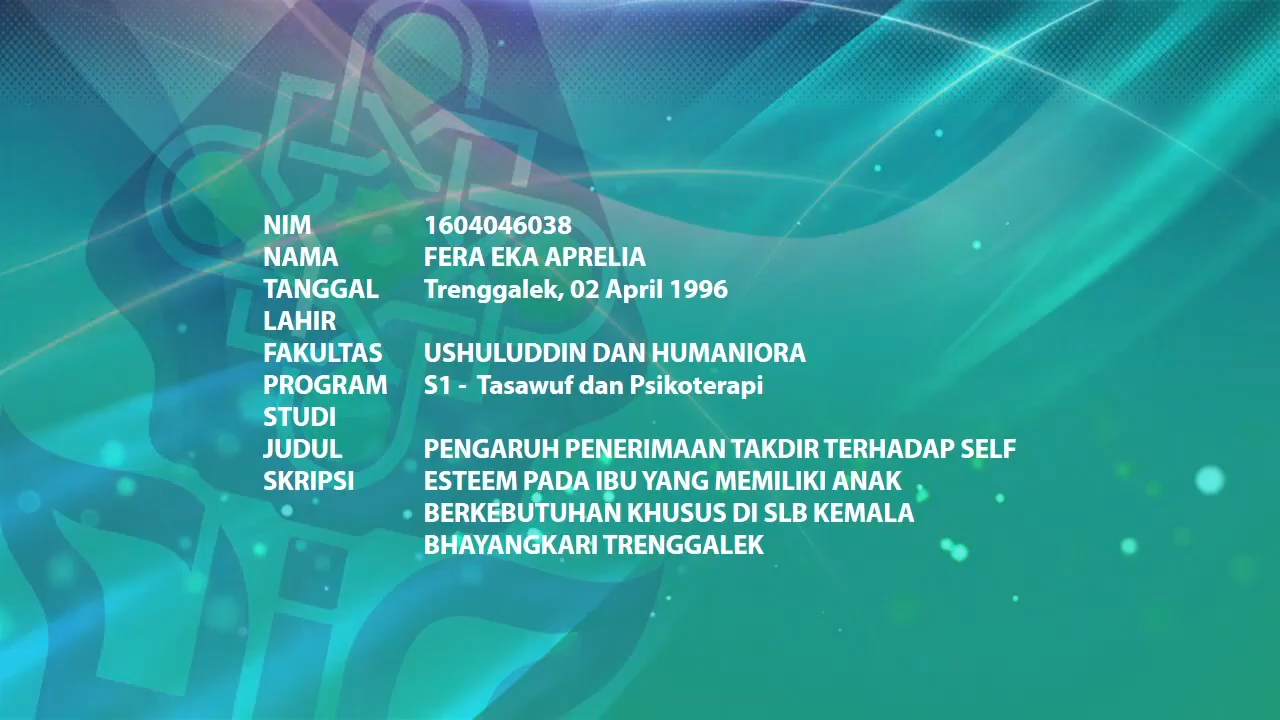 NIM 1604046038
NAMA FERA EKA APRELIA
TANGGAL Trenggalek, 02 April 1996
LAHIR
FAKULTAS USHULUDDIN DAN HUMANIORA
PROGRAM S1 - Tasawuf dan Psikoterapi
STUDI
JUDUL PENGARUH PENERIMAAN TAKDIR TERHADAP SELF
SKRIPSI ESTEEM PADA IBU YANG MEMILIKI ANAK
BERKEBUTUHAN KHUSUS DI SLB KEMALA
BHAYANGKARI TRENGGALEK